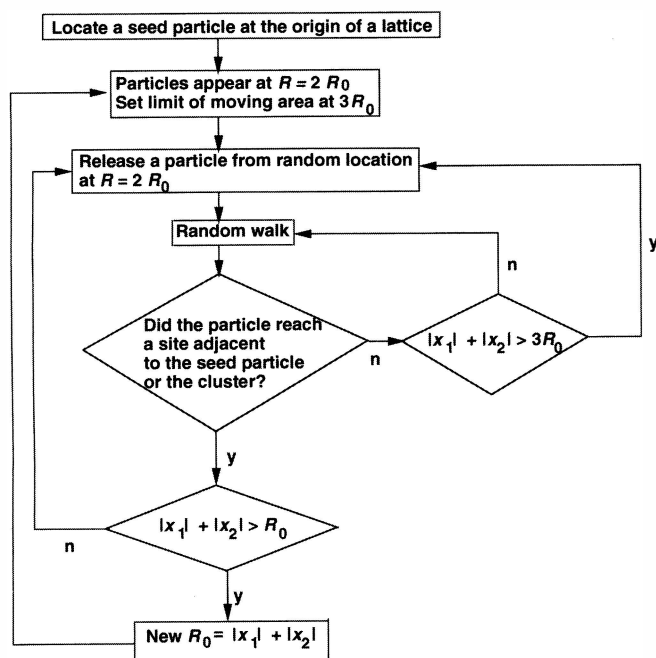 Locate a seed particle at the origin of a lattice
Particles appear at R = 2 R₀
Set limit of moving area at 3R₀
Release a particle from random location
at R = 2 R₀
Random walk
y
n
Did the particle reach
a site adjacent
to the seed particle
or the cluster?
n
|x₁| + |x₂| > 3R₀
y
|x₁| + |x₂| > R₀
n
y
New R₀ = |x₁| + |x₂|